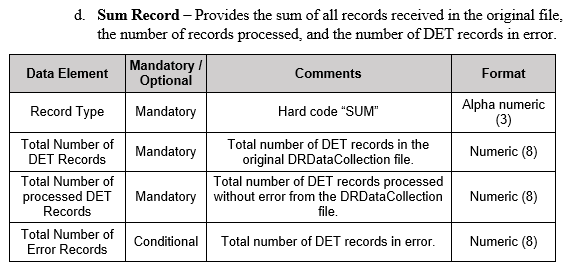 d. Sum Record – Provides the sum of all records received in the original file,
the number of records processed, and the number of DET records in error.
Data Element
Mandatory /
Optional
Comments
Format
Record Type
Mandatory
Hard code “SUM”
Alpha numeric
(3)
Total Number of
DET Records
Mandatory
Total number of DET records in the
original DRDataCollection file.
Numeric (8)
Total Number of
processed DET
Records
Mandatory
Total number of DET records processed
without error from the DRDataCollection
file.
Numeric (8)
Total Number of
Error Records
Conditional
Total number of DET records in error.
Numeric (8)